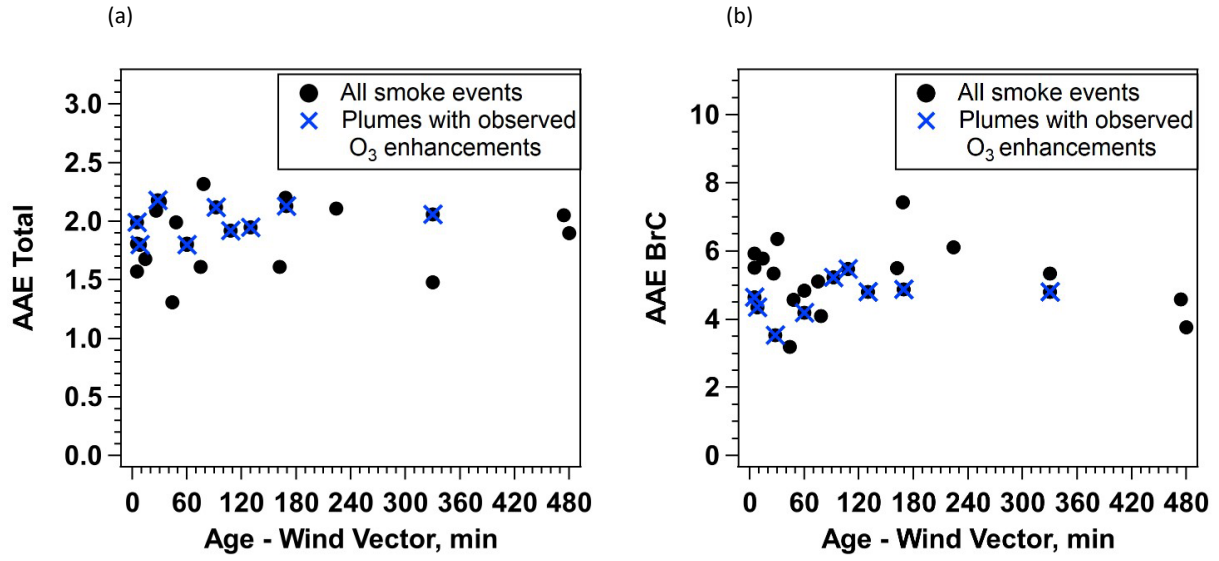 (a)
All smoke events
Plumes with observed
O3 enhancements
3.0
2.5
2.0
1.5
1.0
0.5
0.0
AAE Total
0 60 120 180 240 300 360 420 480
Age - Wind Vector, min
(b)
All smoke events
Plumes with observed
O3 enhancements
10
8
6
4
2
0
AAE BrC
0 60 120 180 240 300 360 420 480
Age - Wind Vector, min